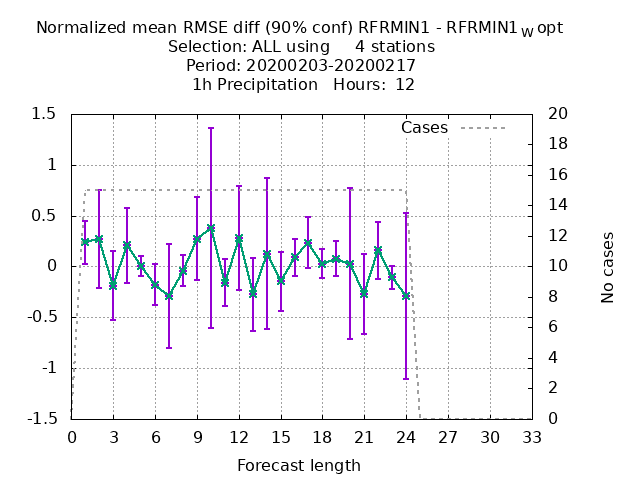 Normalized mean RMSE diff (90% conf) RFRMIN1 - RFRMIN1Wopt
Selection: ALL using     4 stations
Period: 20200203-20200217
1h Precipitation   Hours:  12
Cases
1.5
1
0.5
0
-0.5
-1
-1.5
20
18
16
14
12
10
8
6
4
2
0
No cases
0 3 6 9 12 15 18 21 24 27 30 33
Forecast length